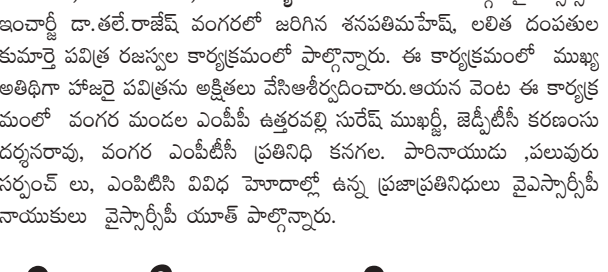 ఇంచార్జీ డా.తలే.రాజేష్ వంగరలో జరిగిన శనపతిమహేష్, లలిత దంపతుల
కుమార్తె పవిత్ర రజస్వల కార్యక్రమంలో పాల్గొన్నారు. ఈ కార్యక్రమంలో ముఖ్య
అతిథిగా హాజరై పవిత్రను అక్షితలు వేసిఆశీర్వదించారు.ఆయన వెంట ఈ కార్యక్ర
మంలో వంగర మండల ఎంపీపీ ఉత్తరవల్లి సురేష్ ముఖర్జీ, జెడ్పీటీసీ కరణంసు
దర్శనరావు, వంగర ఎంపీటీసీ ప్రతినిధి కనగల. పారినాయుడు ,పలువురు
సర్పంచ్ లు, ఎంపిటిసి వివిధ హెూదాల్లో ఉన్న ప్రజాప్రతినిధులు వైఎస్సార్సీపీ
నాయుకులు వైస్సార్సీపీ యూత్ పాల్గొన్నారు.